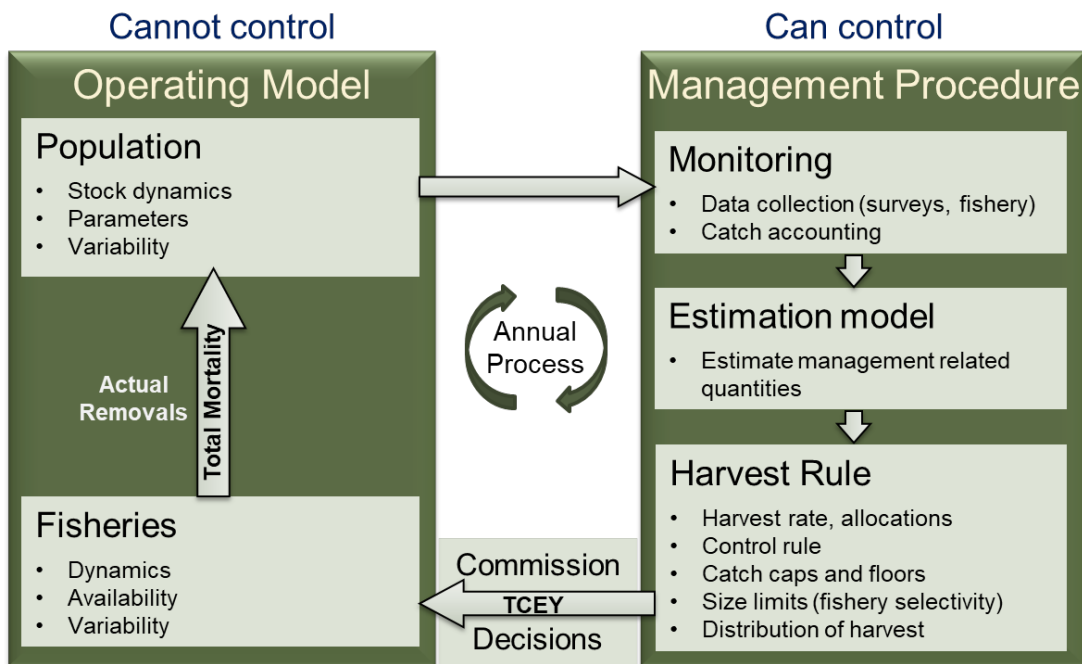 Cannot control
Operating Model
Population
• Stock dynamics
• Parameters
• Variability
Actual
Removals
Total Mortality
Fisheries
• Dynamics
• Availability
• Variability
Annual
Process
Commission
TCEY
Decisions
Can control
Management Procedure
Monitoring
• Data collection (surveys, fishery)
• Catch accounting
Estimation model
• Estimate management related
quantities
Harvest Rule
• Harvest rate, allocations
• Control rule
• Catch caps and floors
• Size limits (fishery selectivity)
• Distribution of harvest